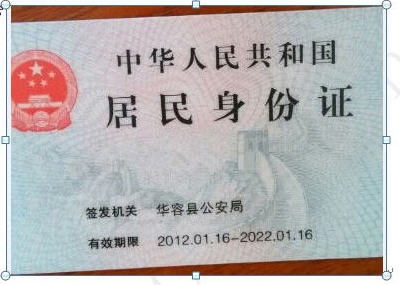 中华人民共和国
居民身份证
签发机关 华容县公安局
有效期限 2012.01.16-2022.01.16